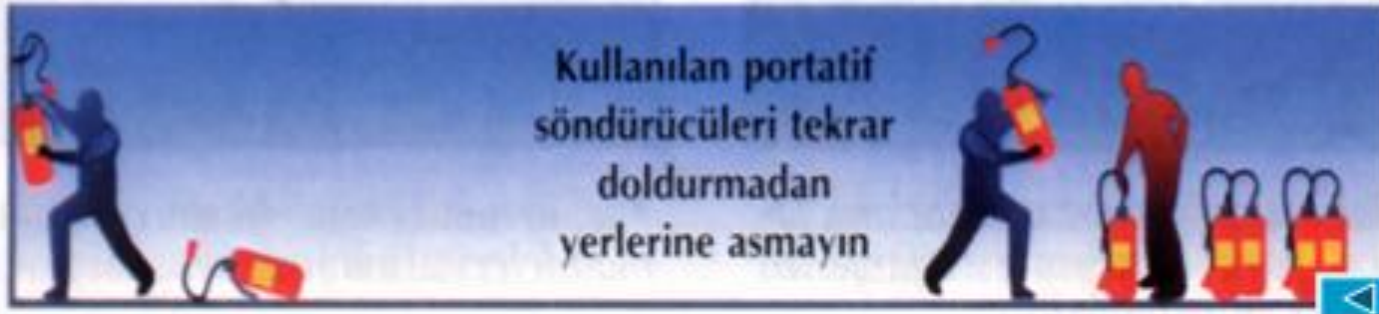 Kullanılan portatif
söndürücüleri tekrar
doldurmadan
yerlerine asmayın